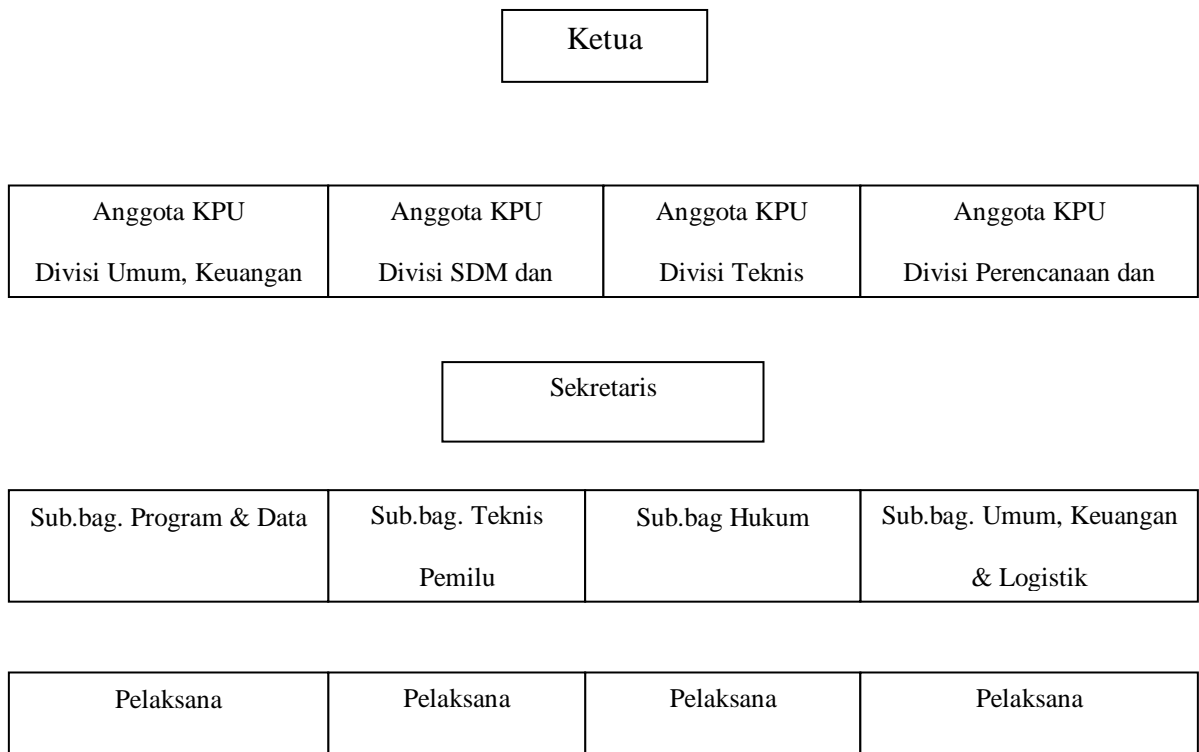 Ketua
Anggota KPU
Divisi Umum, Keuangan
Anggota KPU
Divisi SDM dan
Anggota KPU
Divisi Teknis
Anggota KPU
Divisi Perencanaan dan
Sekretaris
Sub.bag. Program & Data
Sub.bag. Teknis
Pemilu
Sub.bag Hukum
Sub.bag. Umum, Keuangan
& Logistik
Pelaksana
Pelaksana
Pelaksana
Pelaksana